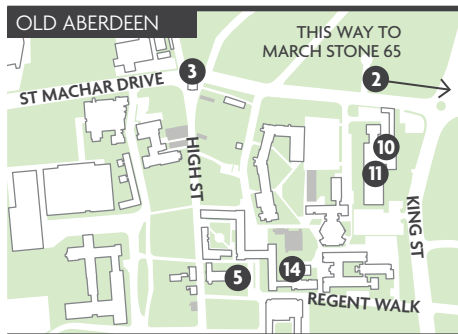 OLD ABERDEEN
THIS WAY TO
MARCH STONE 65
3
2
ST MACHAR DRIVE
10
HIGH ST
11
KING ST
5
14
REGENT WALK